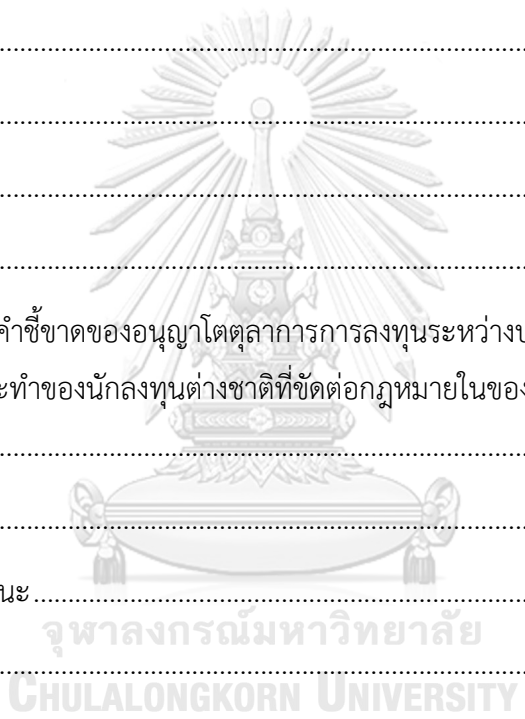 ................................................................
................................................................
................................................................
................................................................
คำชี้ขาดของอนุญาโตตุลาการการลงทุนระหว่าง
ของนักลงทุนต่างชาติที่ขัดต่อกฎหมายในของ
................................................................
................................................................
นะ................................................................
จุฬาลงกรณ์มหาวิทยาลัย
................................................................
CHULALONGKORN UNIVERSITY